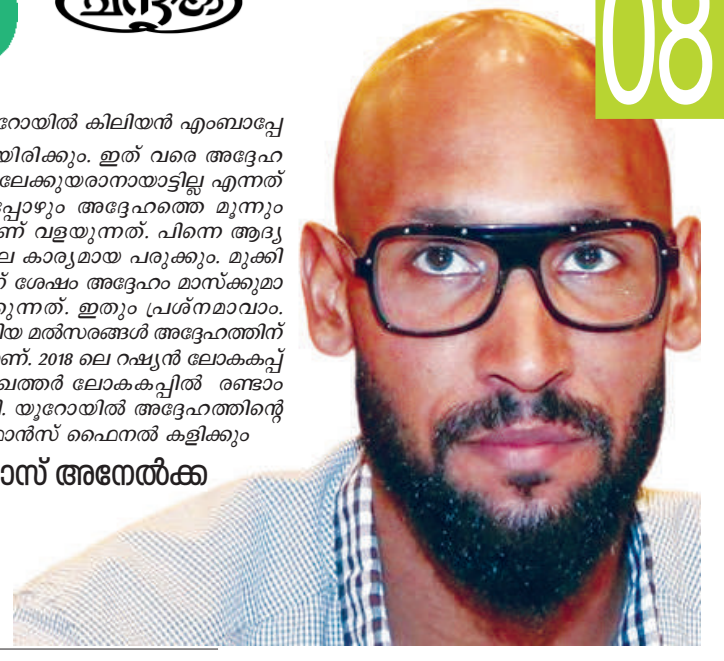 ചന്ദ്രിക
08
റോയിൽ കിലിയൻ എംബാപ്പേ
യിരിക്കും. ഇത് വരെ അദ്ദേഹ
ലേക്കുയരാനായാട്ടില്ല എന്നത്
പ്പോഴും അദ്ദേഹത്തെ മൂന്നും
ണ് വളയുന്നത്. പിന്നെ ആദ്യ
ല കാര്യമായ പരുക്കും. മുക്കി
ന് ശേഷം അദ്ദേഹം മാസ്ക്കുമാ
ക്കുന്നത്. ഇതും പ്രശ്നമാവാം.
ിയ മൽസരങ്ങൾ അദ്ദേഹത്തിന്
ണ്. 2018 ലെ റഷ്യൻ ലോകകപ്പ്
ഖത്തർ ലോകകപ്പിൽ രണ്ടാം
ി. യൂറോയിൽ അദ്ദേഹത്തിന്റെ
ഫ്രാൻസ് ഫൈനൽ കളിക്കും
ാസ് അനേൽക്ക